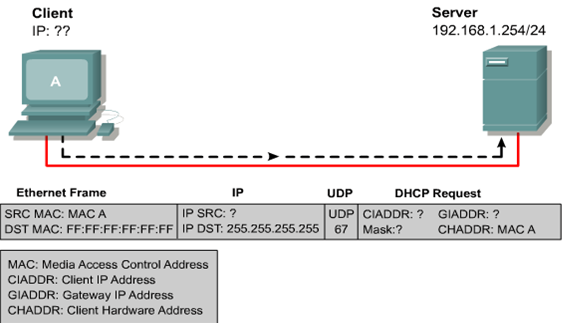 Client
IP: ??
Server
192.168.1.254/24
A
Ethernet Frame IP UDP DHCP Request
SRC MAC: MAC A IP SRC: ? UDP CIADDR: ? GIADDR: ?
DST MAC: FF:FF:FF:FF:FF:FF IP DST: 255.255.255.255 67 Mask:? CHADDR: MAC A
MAC: Media Access Control Address
CIADDR: Client IP Address
GIADDR: Gateway IP Address
CHADDR: Client Hardware Address